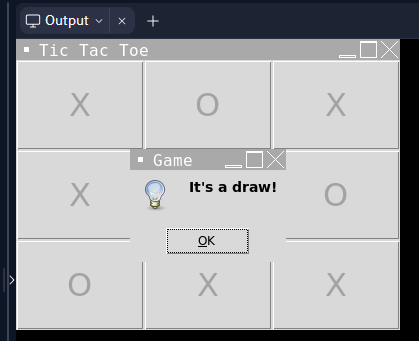 Output
Tic Tac Toe
X O X
Game
It's a draw!
X O
OK
O X X